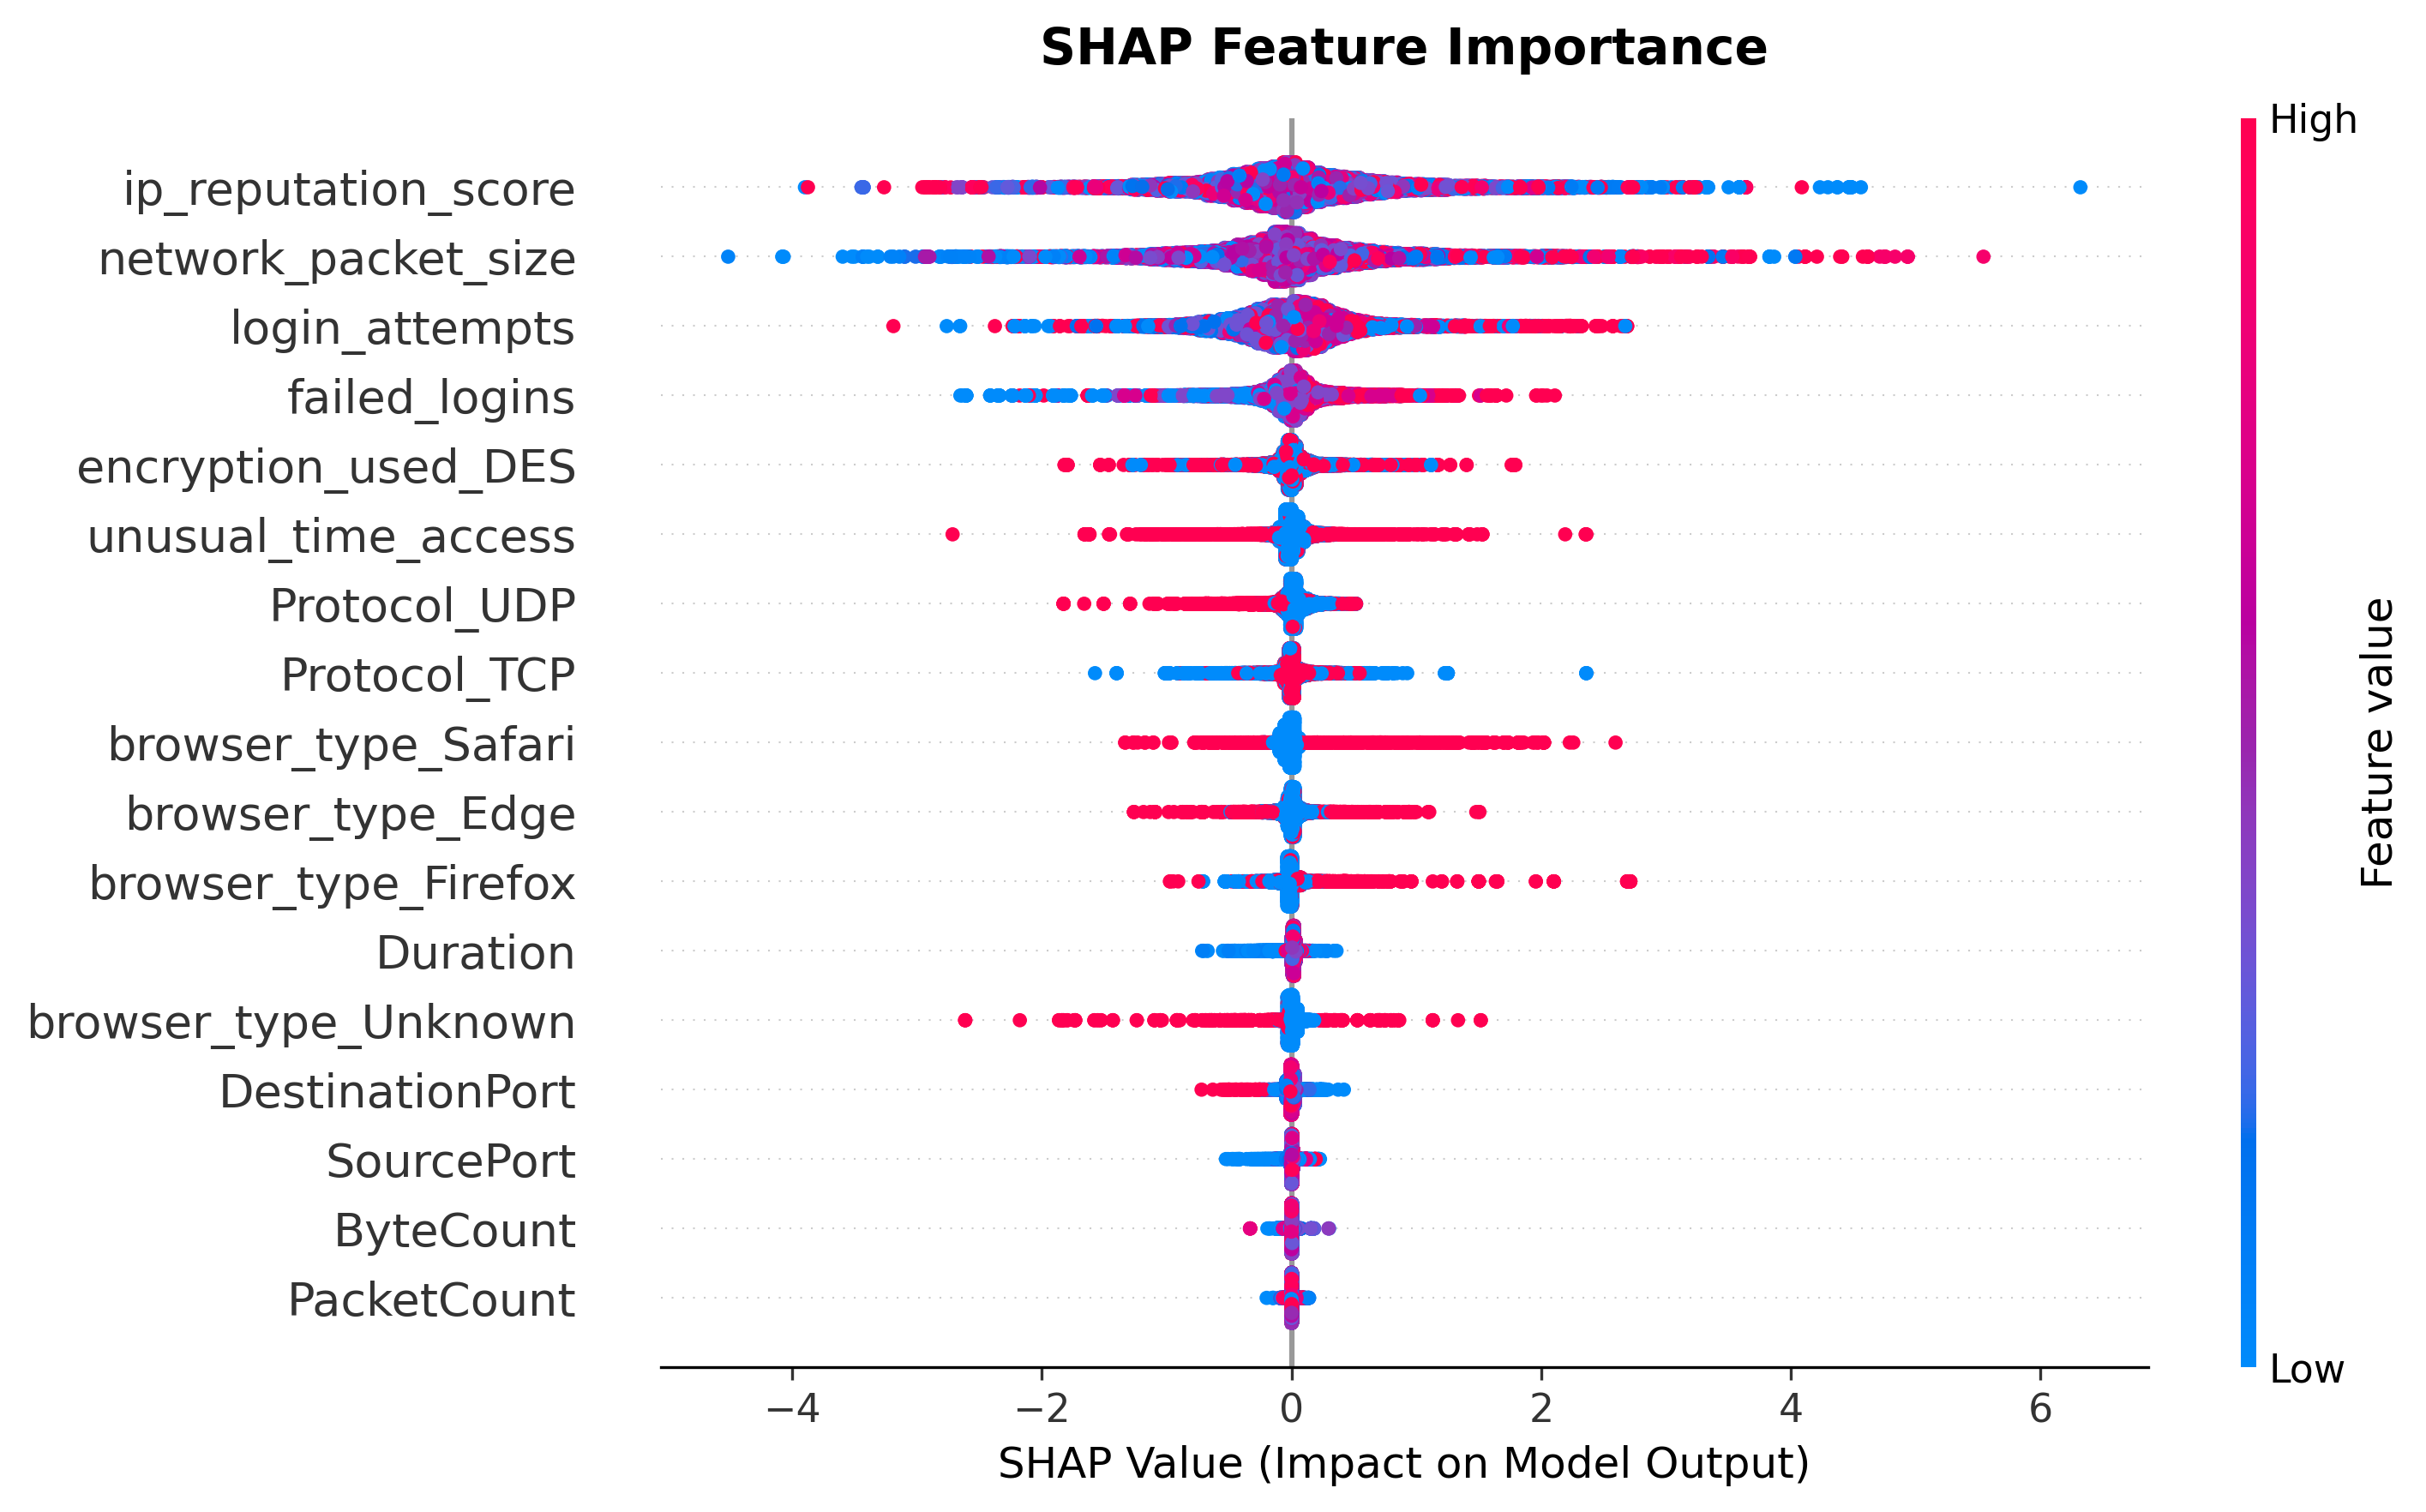 SHAP Feature Importance
High
ip_reputation_score
network_packet_size
login_attempts
failed_logins
encryption_used_DES
unusual_time_access
Protocol_UDP
Protocol_TCP
browser_type_Safari
browser_type_Edge
browser_type_Firefox
Duration
browser_type_Unknown
DestinationPort
SourcePort
ByteCount
PacketCount
Feature value
Low
−4 −2 0 2 4 6
SHAP Value (Impact on Model Output)